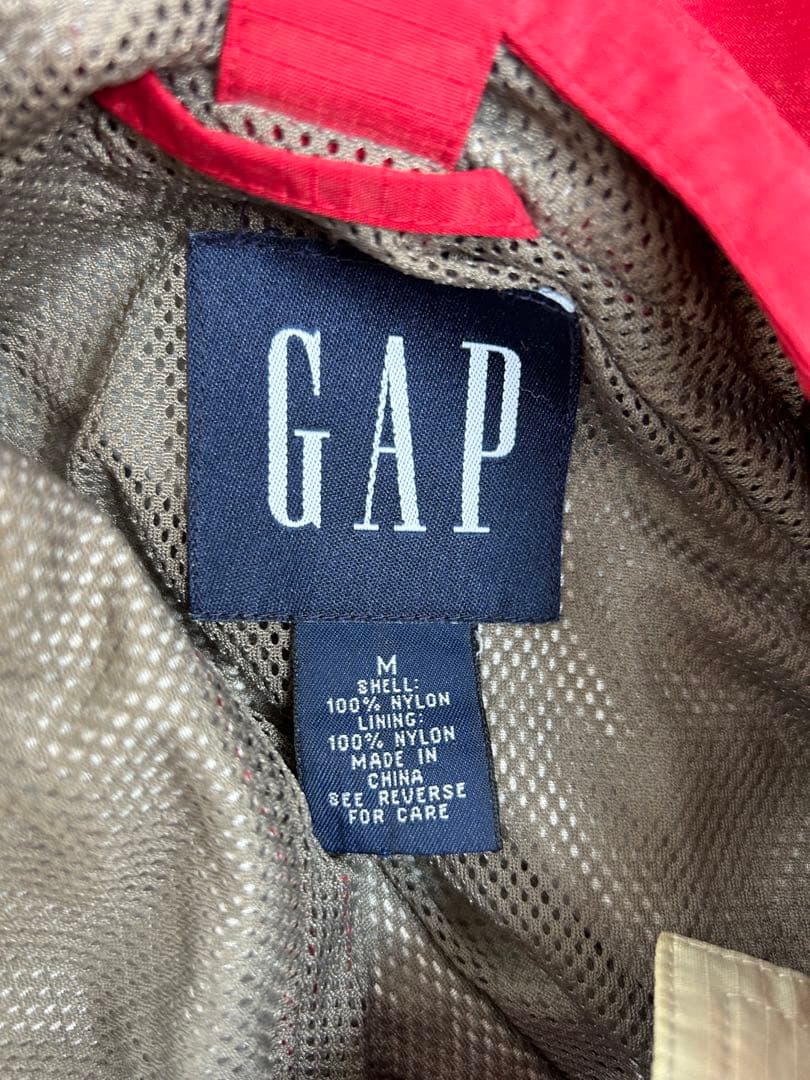 GAP
M
SHELL:
100% NYLON
LINING:
100% NYLON
MADE IN
CHINA
SEE REVERSE
FOR CARE